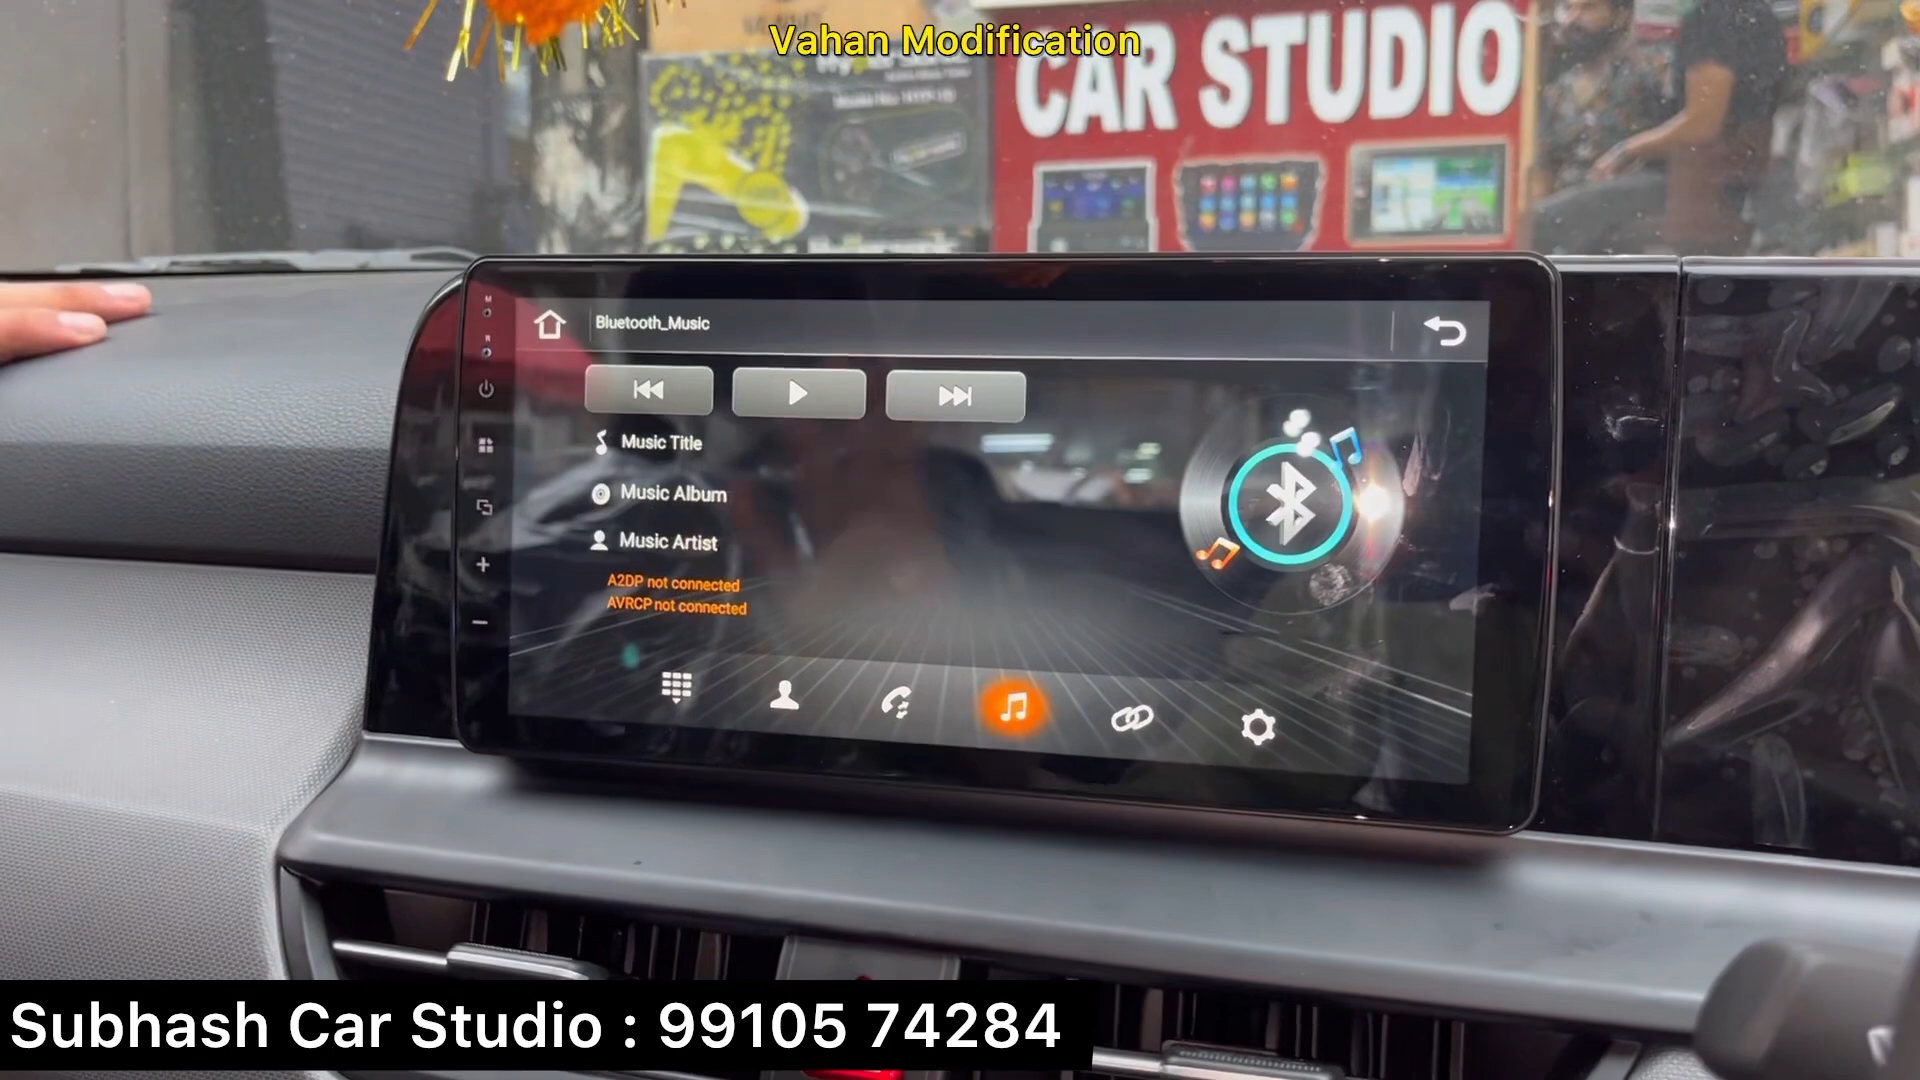 Vahan Modification
CAR STUDIO
M
R
Bluetooth_Music
Music Title
Music Album
Music Artist
A2DP not connected
AVRCP not connected
Subhash Car Studio : 99105 74284